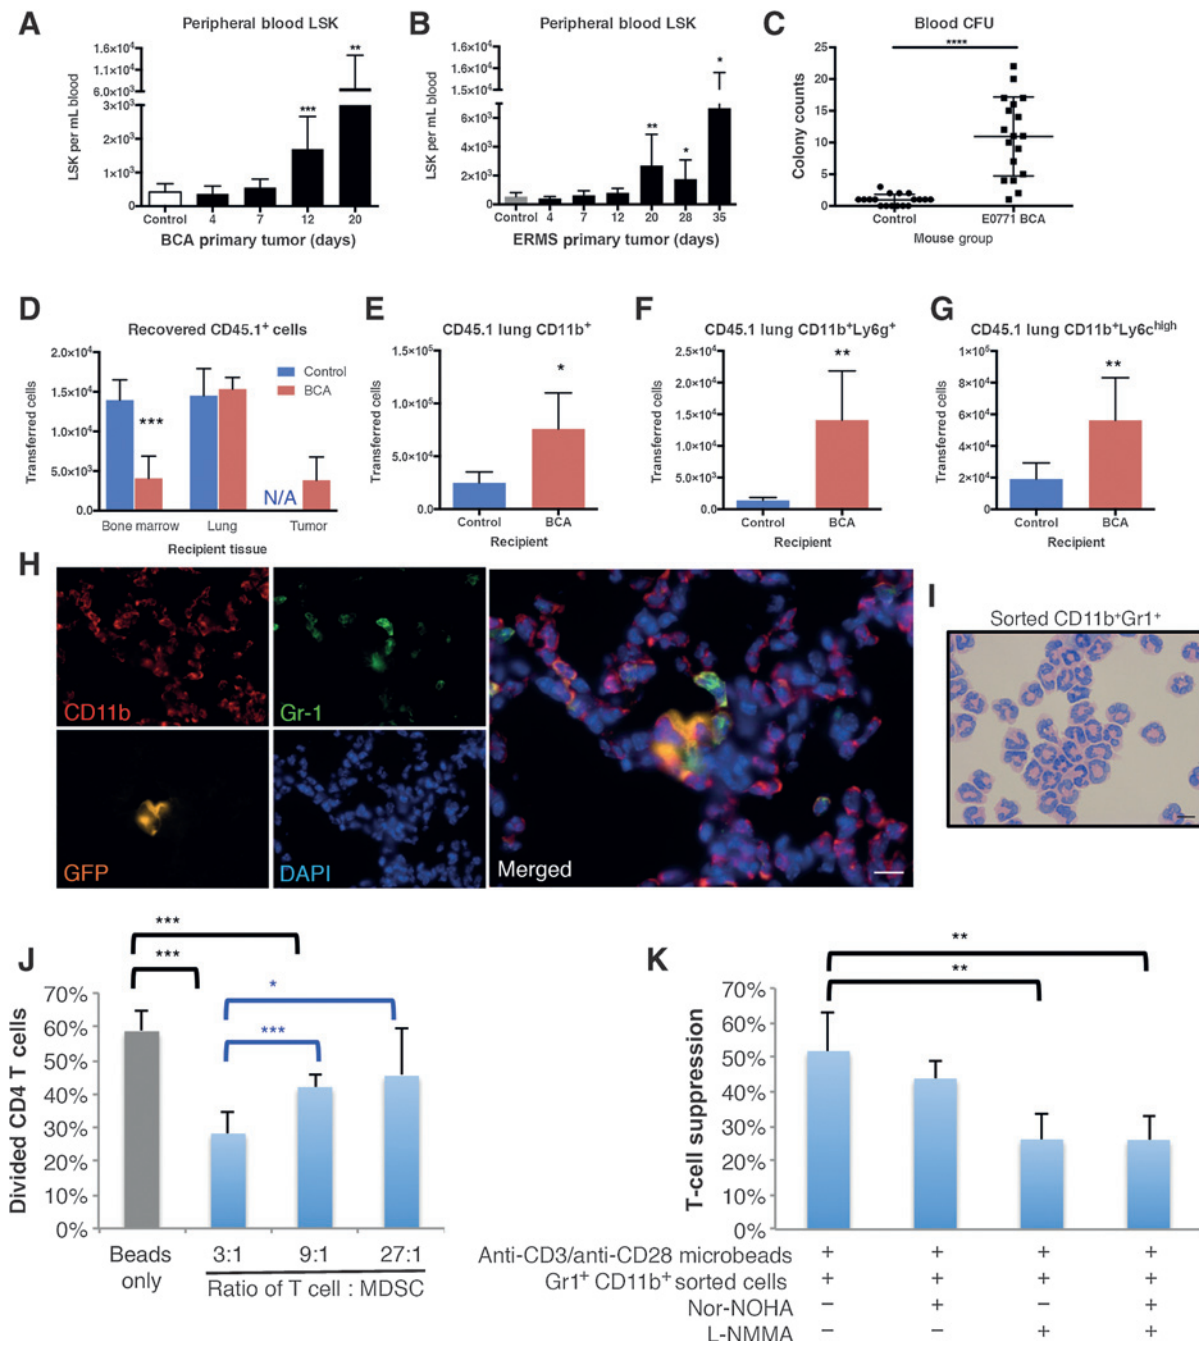 A
Peripheral blood LSK
LSK per mL blood
1.6×10⁴
1.1×10⁴
6.0×10³
3×10³
2×10³
1×10³
0
***
**
Control 4 7 12 20
BCA primary tumor (days)
B
Peripheral blood LSK
LSK per mL blood
1.6×10⁴
1.5×10⁴
6×10³
4×10³
2×10³
0
**
*
*
Control 4 7 12 20 28 35
ERMS primary tumor (days)
C
Blood CFU
Colony counts
25
20
15
10
5
0
****
Control E0771 BCA
Mouse group
D
Recovered CD45.1⁺ cells
Transferred cells
2.0×10⁴
1.5×10⁴
1.0×10⁴
5.0×10³
0.0
Control
BCA
***
N/A
Bone marrow Lung Tumor
Recipient tissue
E
CD45.1 lung CD11b⁺
Transferred cells
1.5×10⁵
1.0×10⁵
5.0×10⁴
0.0
*
Control BCA
Recipient
F
CD45.1 lung CD11b⁺Ly6g⁺
Transferred cells
2.5×10⁴
2.0×10⁴
1.5×10⁴
1.0×10⁴
5.0×10³
0.0
**
Control BCA
Recipient
G
CD45.1 lung CD11b⁺Ly6c^high
Transferred cells
1×10⁵
8×10⁴
6×10⁴
4×10⁴
2×10⁴
0
**
Control BCA
Recipient
H
CD11b
Gr-1
GFP
DAPI
Merged
I
Sorted CD11b⁺Gr1⁺
J
Divided CD4 T cells
70%
60%
50%
40%
30%
20%
10%
0%
***
***
*
***
Beads only
3:1 9:1 27:1
Ratio of T cell : MDSC
K
T-cell suppression
70%
60%
50%
40%
30%
20%
10%
0%
**
**
Anti-CD3/anti-CD28 microbeads + + + +
Gr1⁺ CD11b⁺ sorted cells + + + +
Nor-NOHA − + − +
L-NMMA − − + +